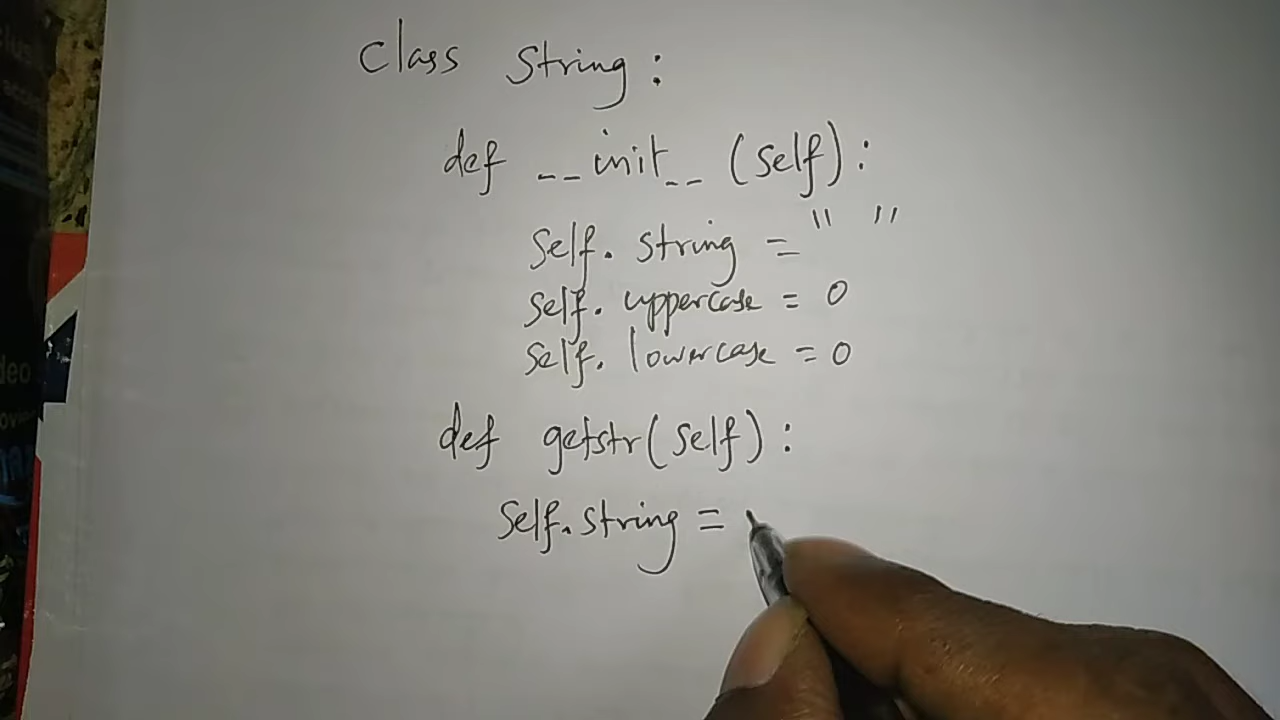 class String:
def __init__ (self):
self. string = " "
self. uppercase = 0
self. lowercase = 0
def getstr(self):
self.string =